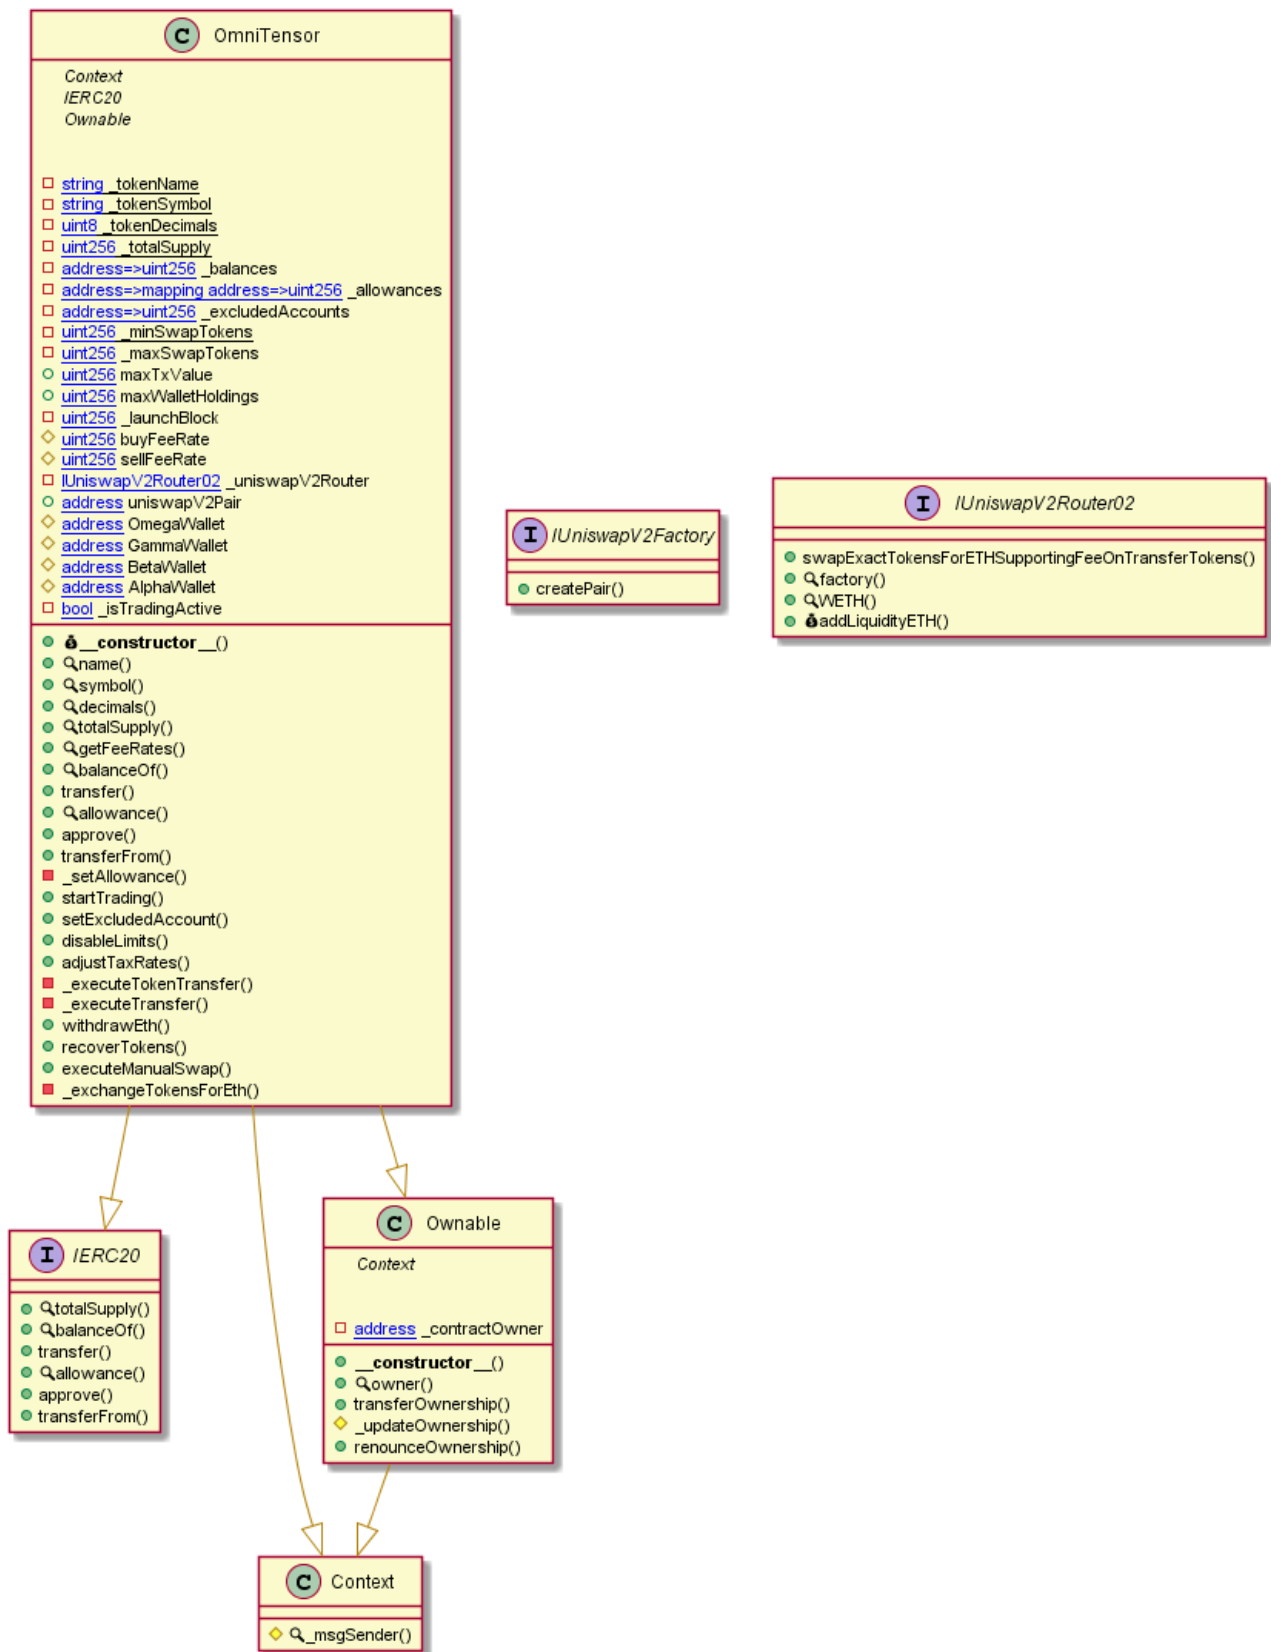 C OmniTensor
Context
IERC20
Ownable
string _tokenName
string _tokenSymbol
uint8 _tokenDecimals
uint256 _totalSupply
address=>uint256 _balances
address=>mapping address=>uint256 _allowances
address=>uint256 _excludedAccounts
uint256 _minSwapTokens
uint256 _maxSwapTokens
uint256 maxTxValue
uint256 maxWalletHoldings
uint256 _launchBlock
uint256 buyFeeRate
uint256 sellFeeRate
IUniswapV2Router02 _uniswapV2Router
address uniswapV2Pair
address OmegaWallet
address GammaWallet
address BetaWallet
address AlphaWallet
bool _isTradingActive
__constructor__()
name()
symbol()
decimals()
totalSupply()
getFeeRates()
balanceOf()
transfer()
allowance()
approve()
transferFrom()
_setAllowance()
startTrading()
setExcludedAccount()
disableLimits()
adjustTaxRates()
_executeTokenTransfer()
_executeTransfer()
withdrawEth()
recoverTokens()
executeManualSwap()
_exchangeTokensForEth()
I IUniswapV2Factory
createPair()
I IUniswapV2Router02
swapExactTokensForETHSupportingFeeOnTransferTokens()
factory()
WETH()
addLiquidityETH()
I IERC20
totalSupply()
balanceOf()
transfer()
allowance()
approve()
transferFrom()
C Ownable
Context
address _contractOwner
__constructor__()
owner()
transferOwnership()
_updateOwnership()
renounceOwnership()
C Context
_msgSender()